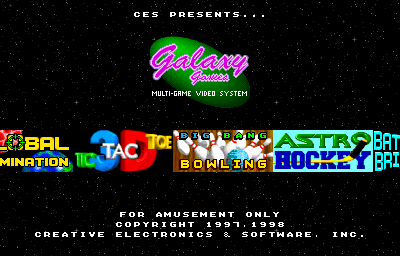 CES PRESENTS...
Galaxy
Games
MULTI-GAME VIDEO SYSTEM
OBAL
MINATION
TIC TAC TOE
3D
BIG BANG
BOWLING
ASTRO
HOCKEY
BAT
BRI
FOR AMUSEMENT ONLY
COPYRIGHT 1997,1998
CREATIVE ELECTRONICS & SOFTWARE, INC.